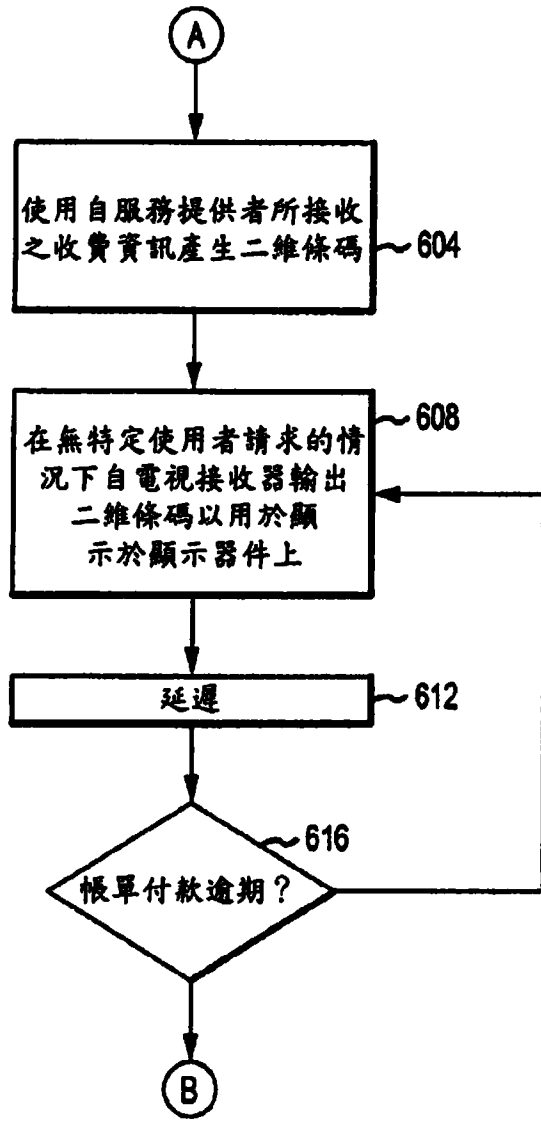 A
使用自服務提供者所接收
之收費資訊產生二維條碼
604
在無特定使用者請求的情
況下自電視接收器輸出
二維條碼以用於顯
示於顯示器件上
608
延遲
612
帳單付款逾期？
616
B